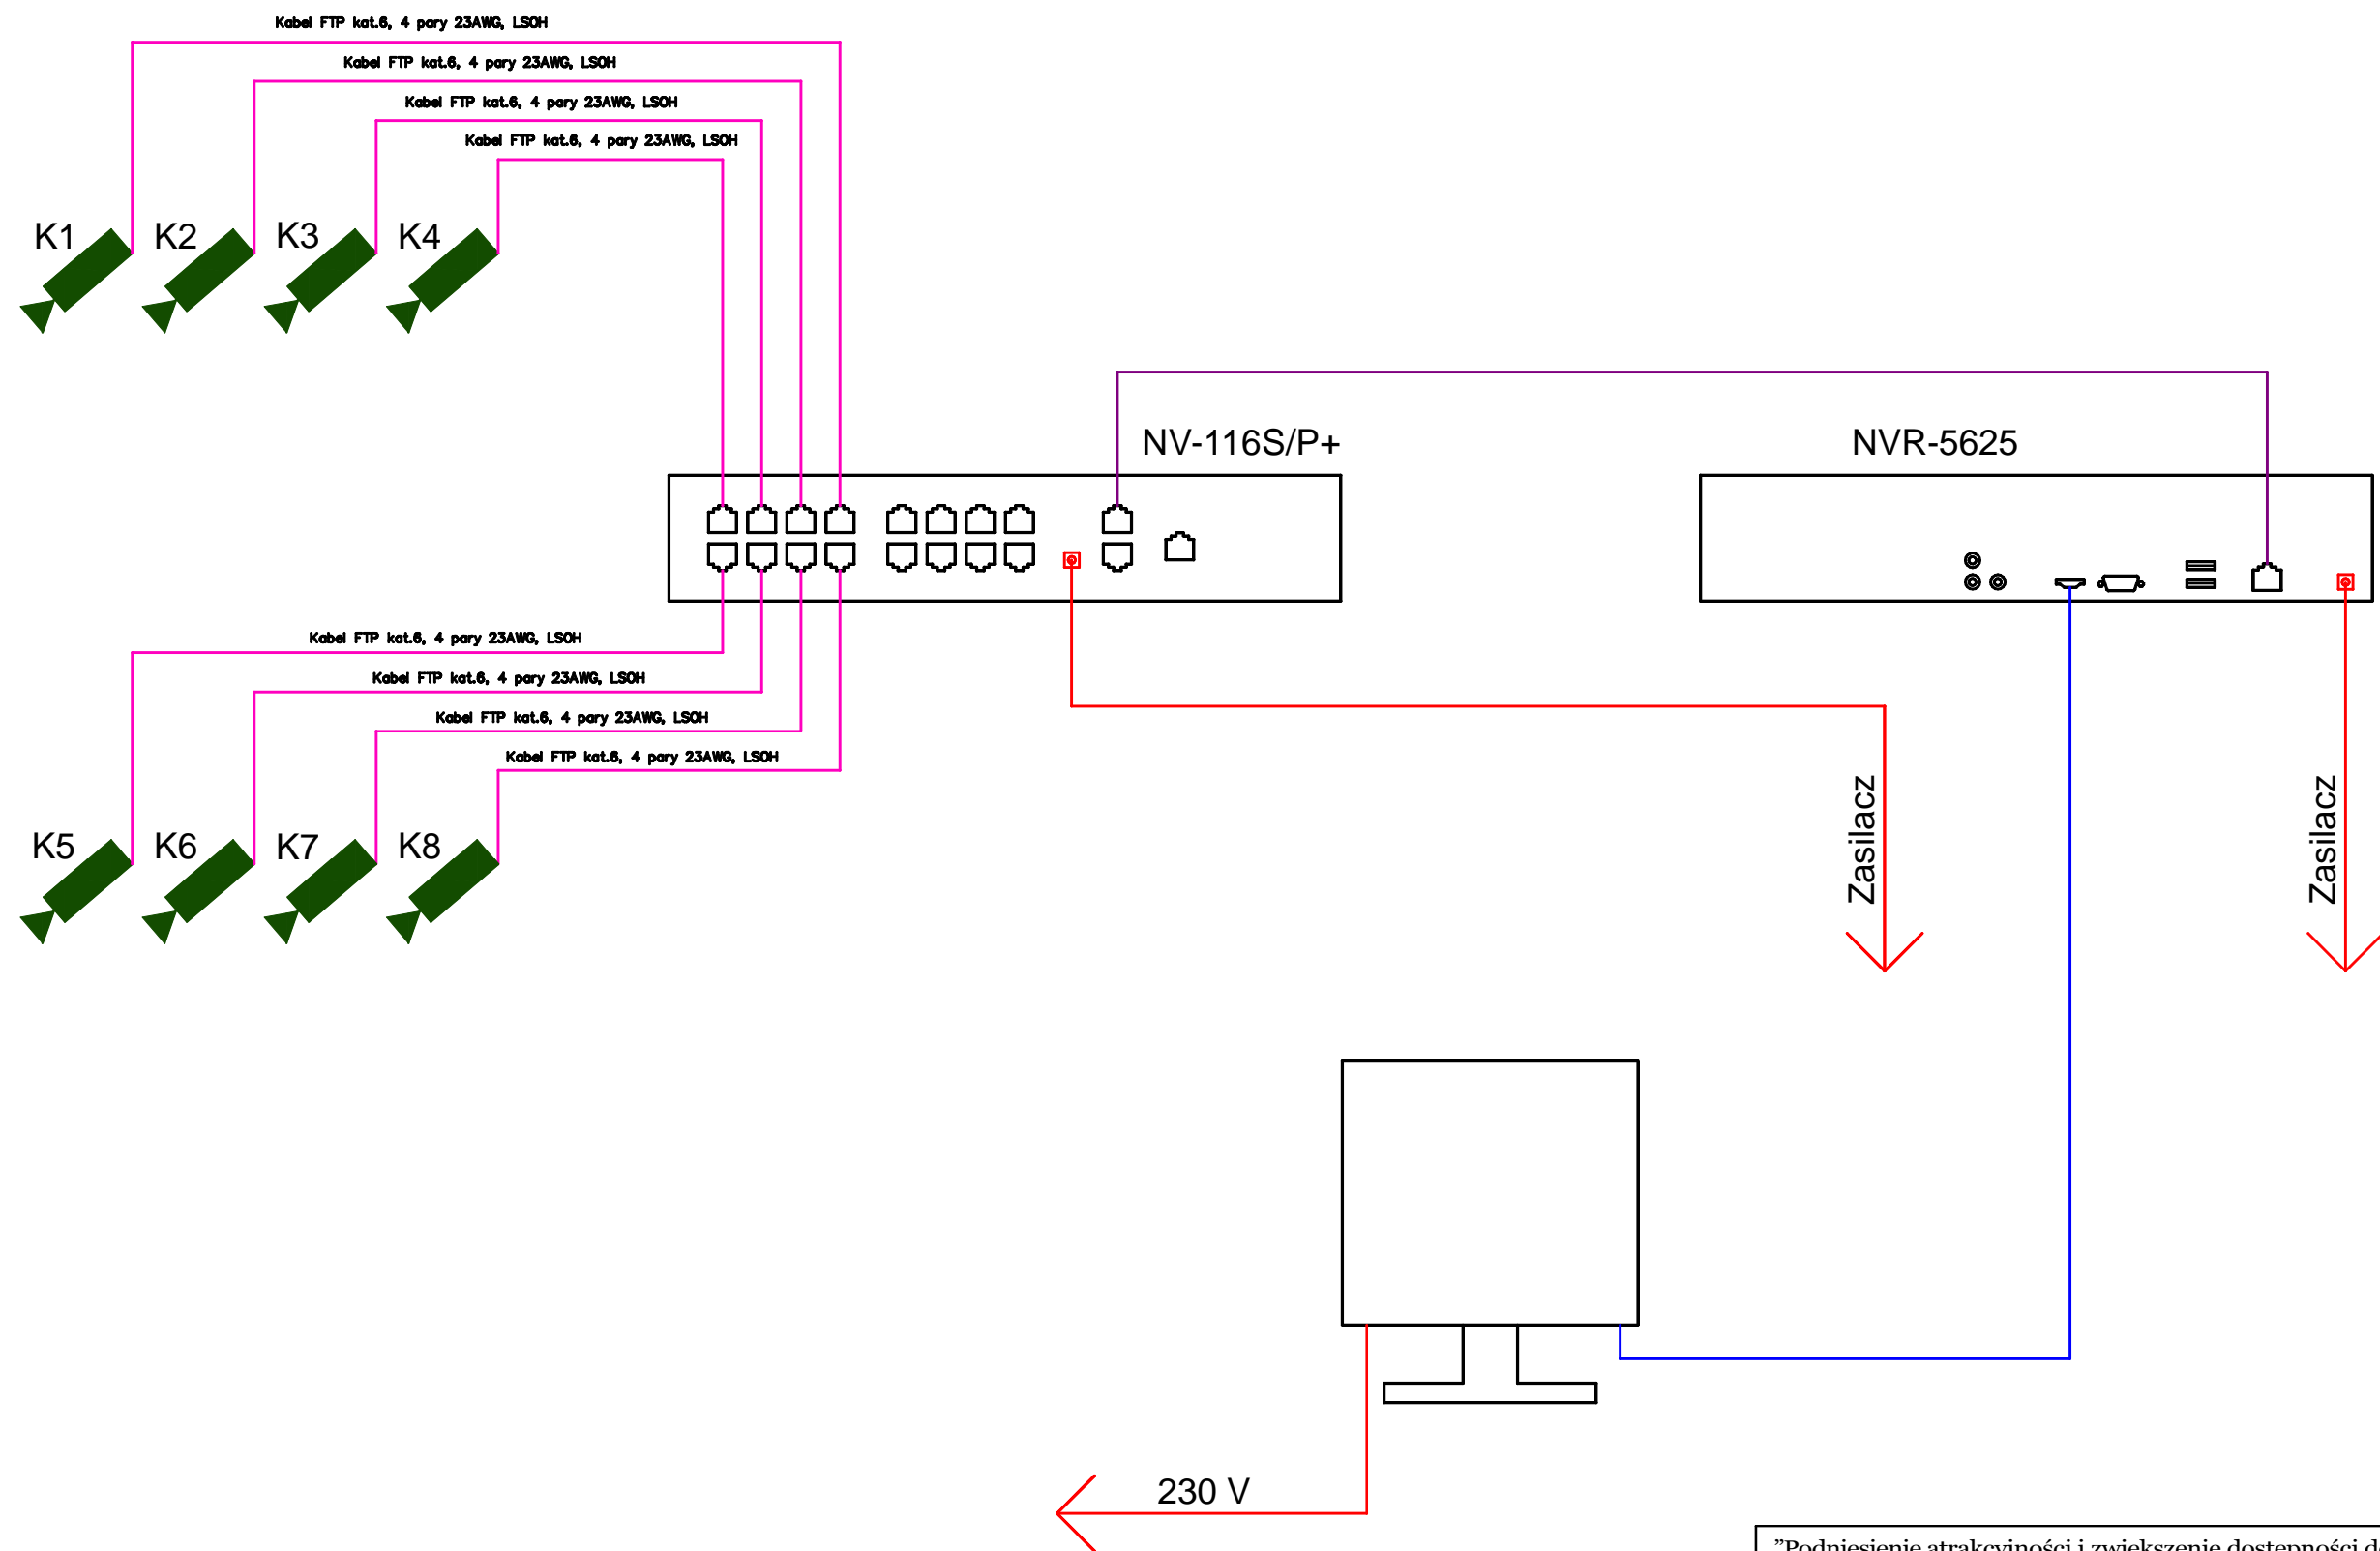 Kabel FTP kat.6, 4 pary 23AWG, LSOH
Kabel FTP kat.6, 4 pary 23AWG, LSOH
Kabel FTP kat.6, 4 pary 23AWG, LSOH
Kabel FTP kat.6, 4 pary 23AWG, LSOH
K1 K2 K3 K4
NV-116S/P+
NVR-5625
Kabel FTP kat.6, 4 pary 23AWG, LSOH
Kabel FTP kat.6, 4 pary 23AWG, LSOH
Kabel FTP kat.6, 4 pary 23AWG, LSOH
Kabel FTP kat.6, 4 pary 23AWG, LSOH
K5 K6 K7 K8
Zasilacz
Zasilacz
230 V
”Podniesienie atrakcyjności i zwiększenie dostępności